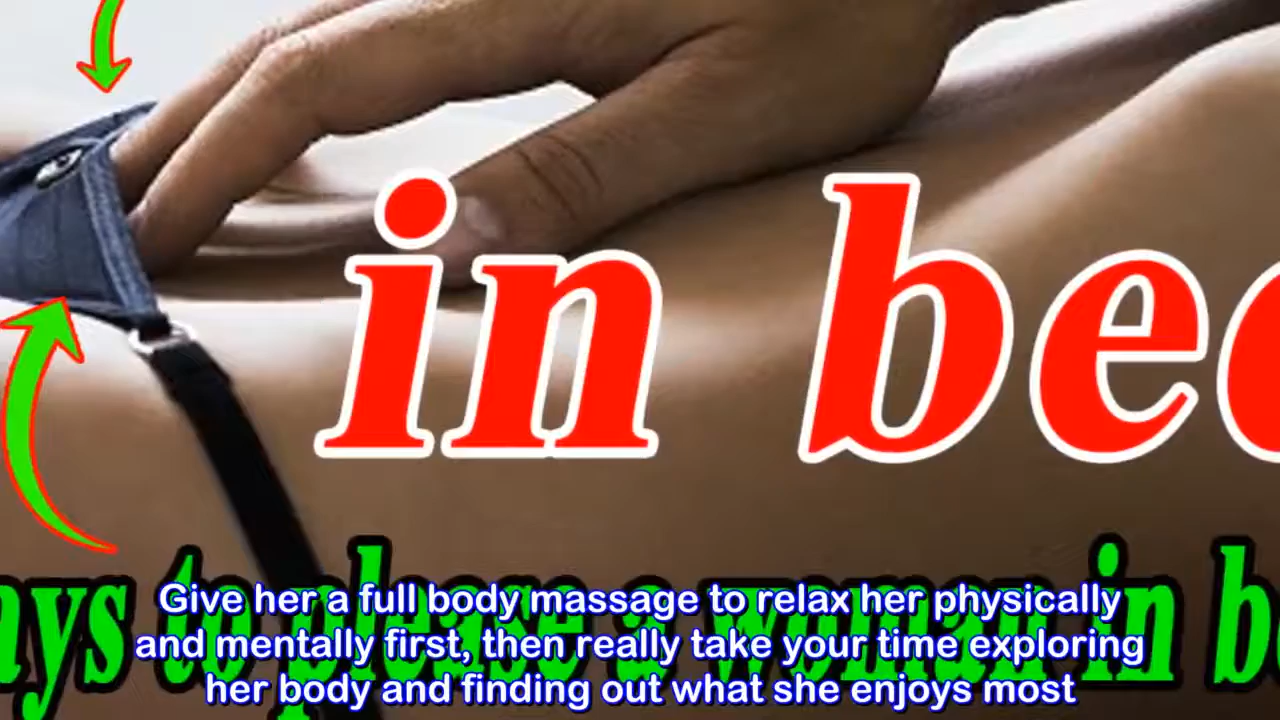 in bed
ays to please a woman in be
Give her a full body massage to relax her physically
and mentally first, then really take your time exploring
her body and finding out what she enjoys most